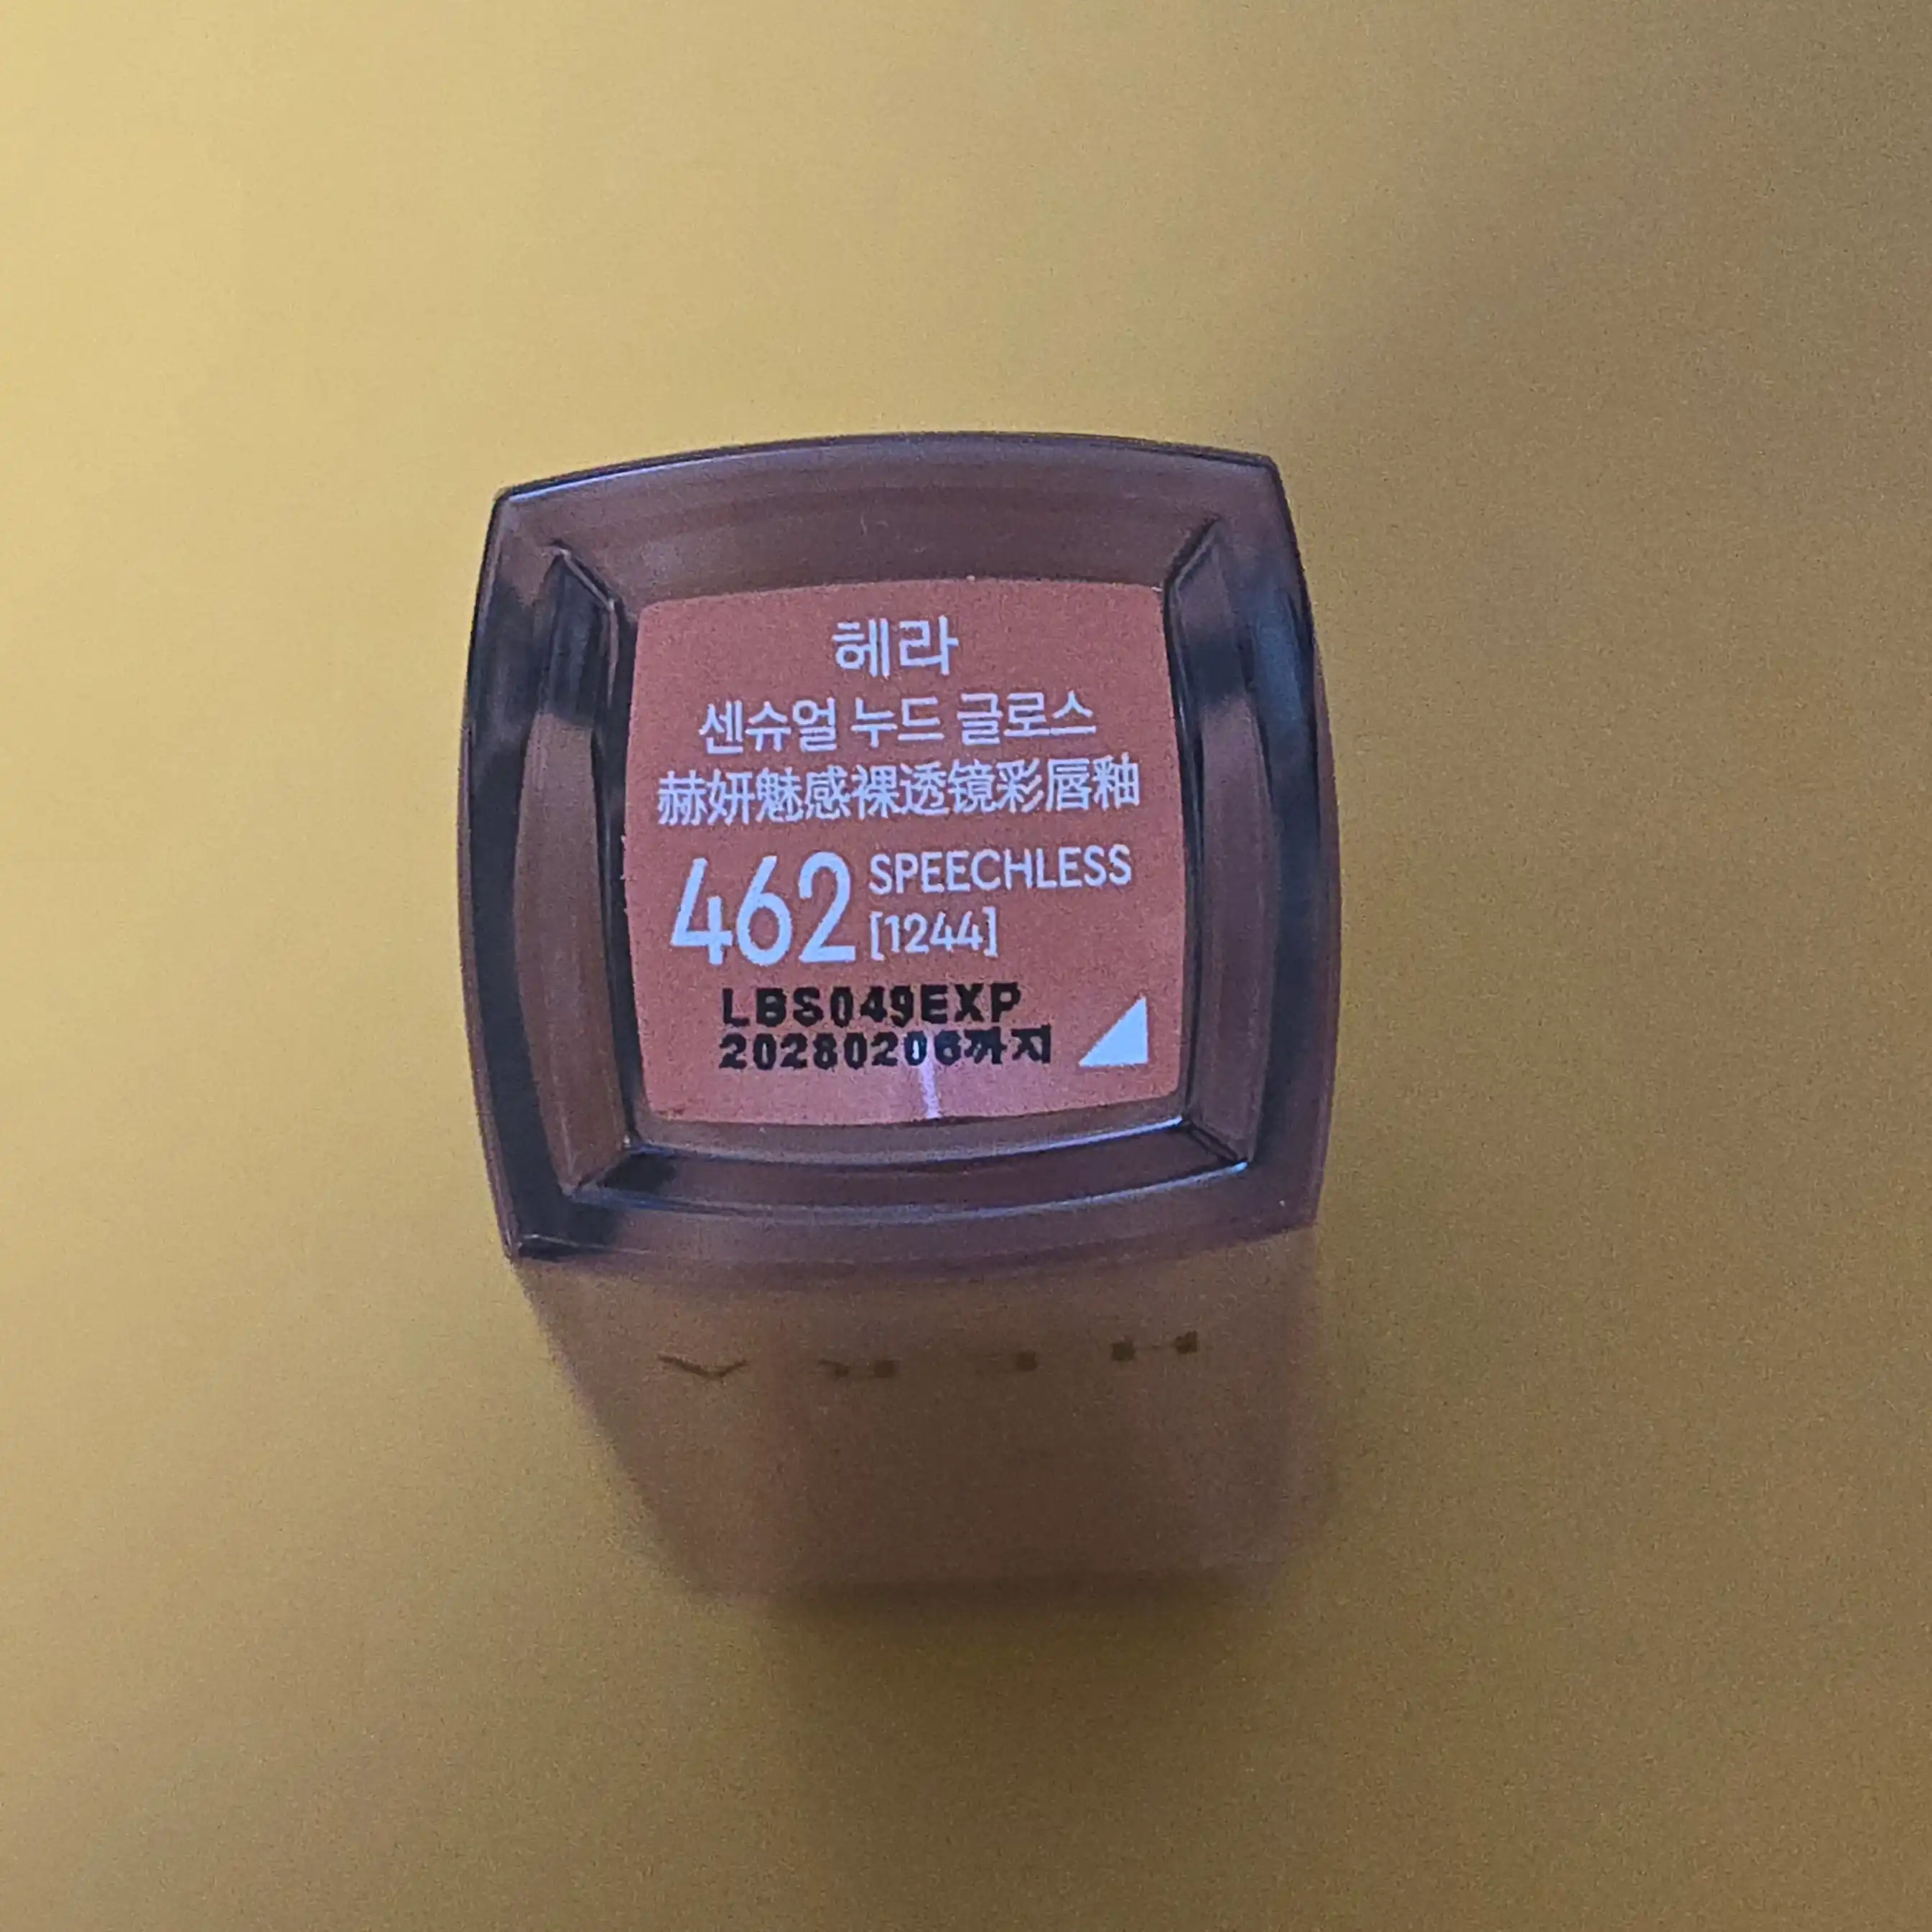 헤라
센슈얼 누드 글로스
赫妍魅感裸透镜彩唇釉
462 SPEECHLESS
[1244]
LBS049EXP
20280206까지
HERA